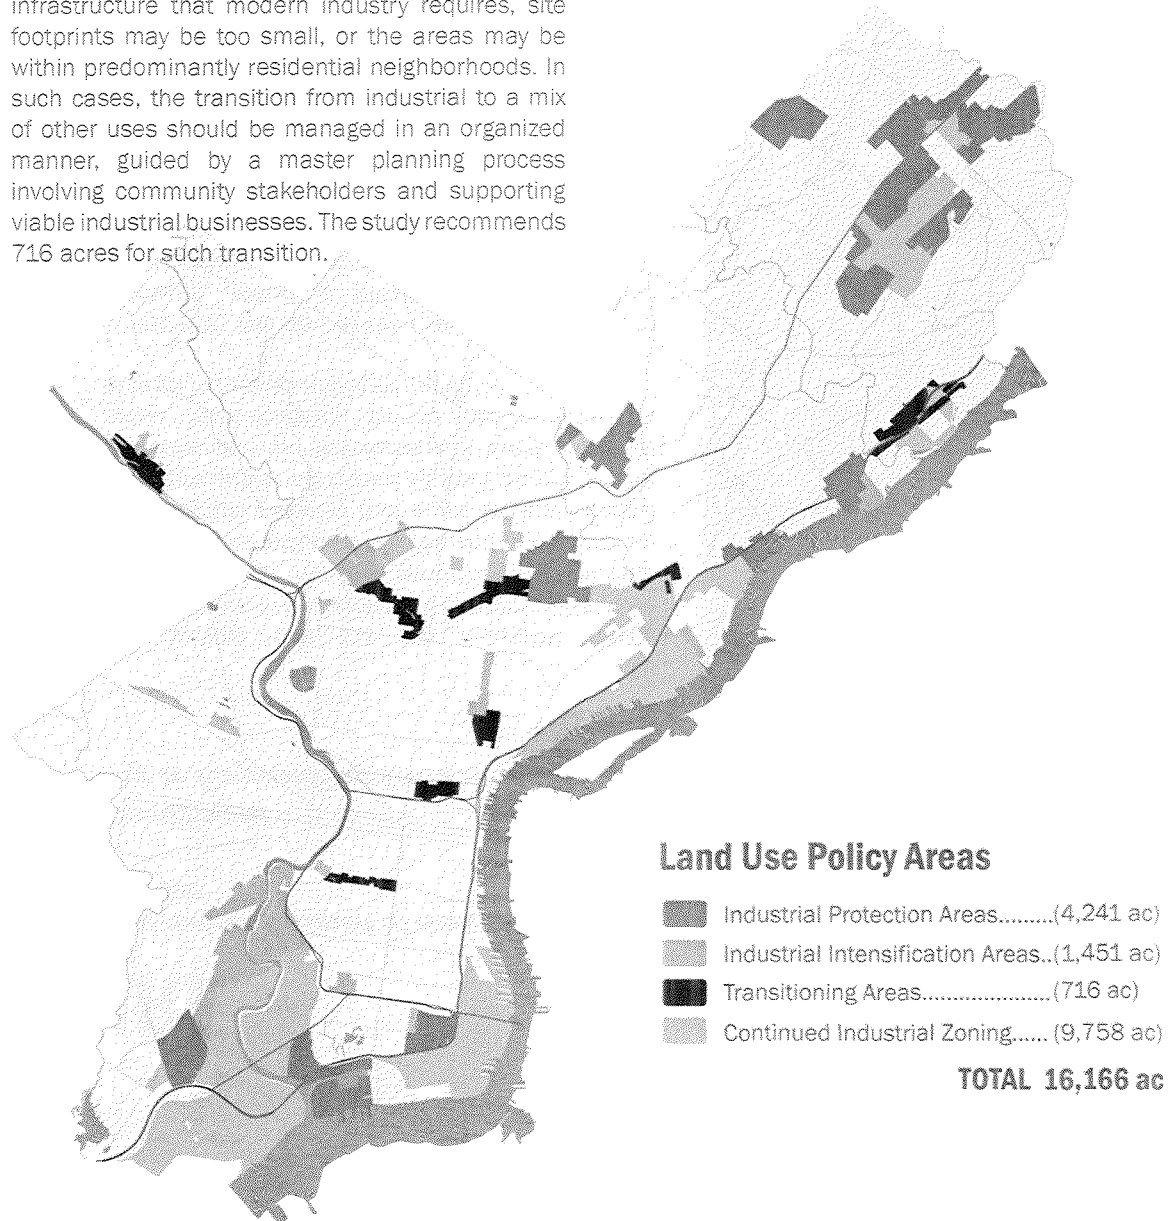 infrastructure that modern industry requires, site
footprints may be too small, or the areas may be
within predominantly residential neighborhoods. In
such cases, the transition from industrial to a mix
of other uses should be managed in an organized
manner, guided by a master planning process
involving community stakeholders and supporting
viable industrial businesses. The study recommends
716 acres for such transition.
Land Use Policy Areas
Industrial Protection Areas.........(4,241 ac)
Industrial Intensification Areas..(1,451 ac)
Transitioning Areas......................(716 ac)
Continued Industrial Zoning...... (9,758 ac)
TOTAL 16,166 ac